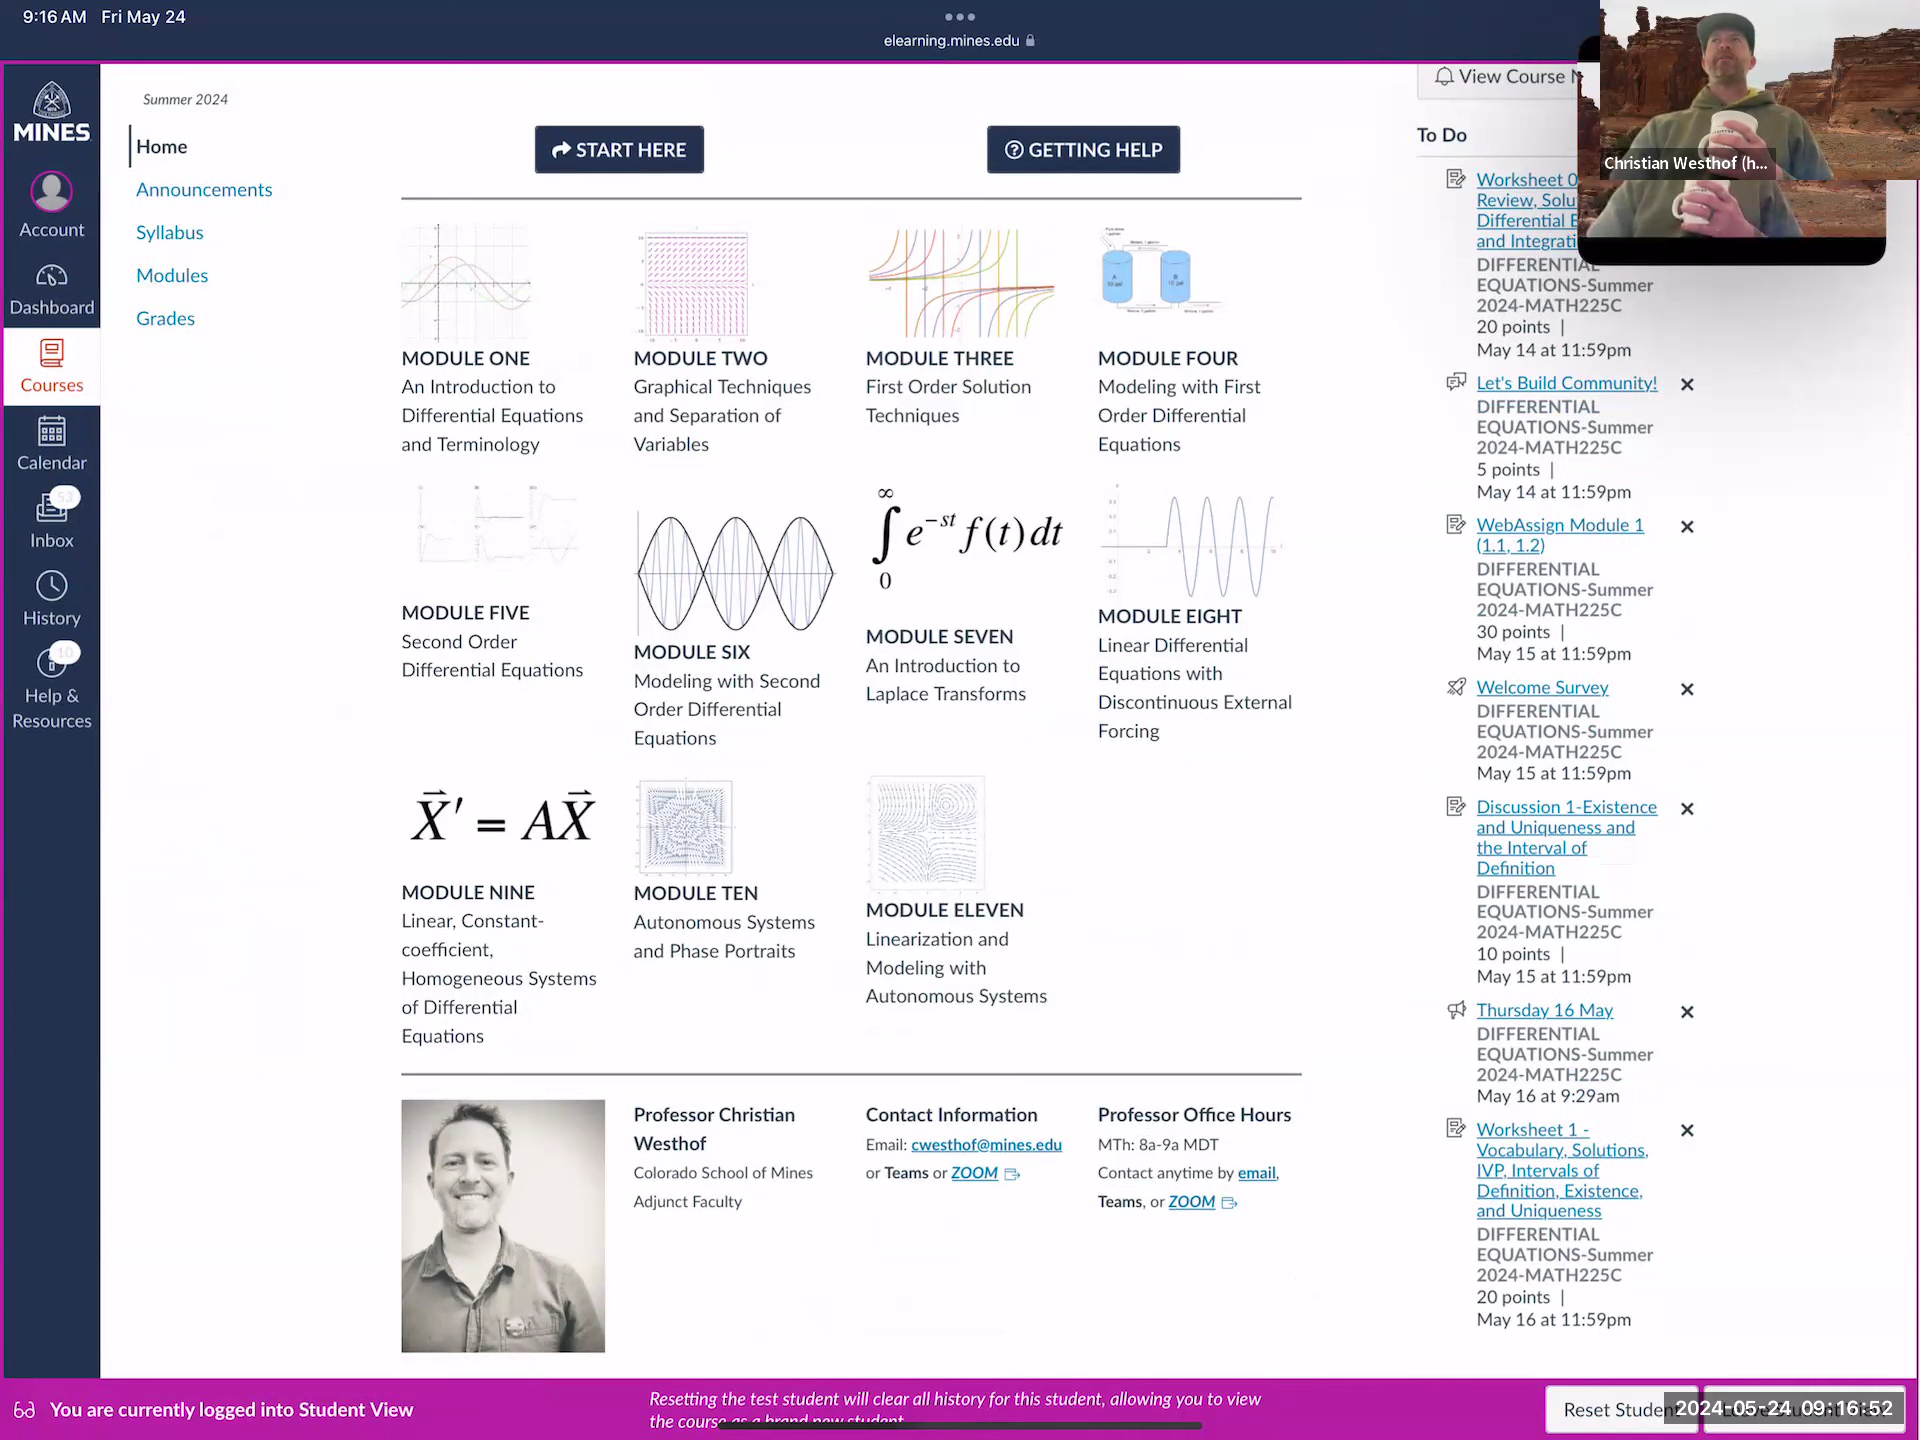 9:16 AM Fri May 24
elearning.mines.edu
MINES
Account
Dashboard
Courses
Calendar
53
Inbox
History
10
Help &
Resources
Summer 2024
Home
Announcements
Syllabus
Modules
Grades
START HERE
GETTING HELP
MODULE ONE
An Introduction to
Differential Equations
and Terminology
MODULE TWO
Graphical Techniques
and Separation of
Variables
MODULE THREE
First Order Solution
Techniques
MODULE FOUR
Modeling with First
Order Differential
Equations
MODULE FIVE
Second Order
Differential Equations
MODULE SIX
Modeling with Second
Order Differential
Equations
∞
∫ e^{-st} f(t) dt
0
MODULE SEVEN
An Introduction to
Laplace Transforms
MODULE EIGHT
Linear Differential
Equations with
Discontinuous External
Forcing
X⃗′ = AX⃗
MODULE NINE
Linear, Constant-
coefficient,
Homogeneous Systems
of Differential
Equations
MODULE TEN
Autonomous Systems
and Phase Portraits
MODULE ELEVEN
Linearization and
Modeling with
Autonomous Systems
Professor Christian
Westhof
Colorado School of Mines
Adjunct Faculty
Contact Information
Email: cwesthof@mines.edu
or Teams or ZOOM
Professor Office Hours
MTh: 8a-9a MDT
Contact anytime by email,
Teams, or ZOOM
View Course
To Do
Worksheet 0
Review, Solu
Differential E
and Integrati
DIFFERENTIAL
EQUATIONS-Summer
2024-MATH225C
20 points |
May 14 at 11:59pm
Let's Build Community!
DIFFERENTIAL
EQUATIONS-Summer
2024-MATH225C
5 points |
May 14 at 11:59pm
WebAssign Module 1
(1.1, 1.2)
DIFFERENTIAL
EQUATIONS-Summer
2024-MATH225C
30 points |
May 15 at 11:59pm
Welcome Survey
DIFFERENTIAL
EQUATIONS-Summer
2024-MATH225C
May 15 at 11:59pm
Discussion 1-Existence
and Uniqueness and
the Interval of
Definition
DIFFERENTIAL
EQUATIONS-Summer
2024-MATH225C
10 points |
May 15 at 11:59pm
Thursday 16 May
DIFFERENTIAL
EQUATIONS-Summer
2024-MATH225C
May 16 at 9:29am
Worksheet 1 -
Vocabulary, Solutions,
IVP, Intervals of
Definition, Existence,
and Uniqueness
DIFFERENTIAL
EQUATIONS-Summer
2024-MATH225C
20 points |
May 16 at 11:59pm
Christian Westhof (h...
You are currently logged into Student View
Resetting the test student will clear all history for this student, allowing you to view
the course as a brand new student.
Reset Student
2024-05-24 09:16:52